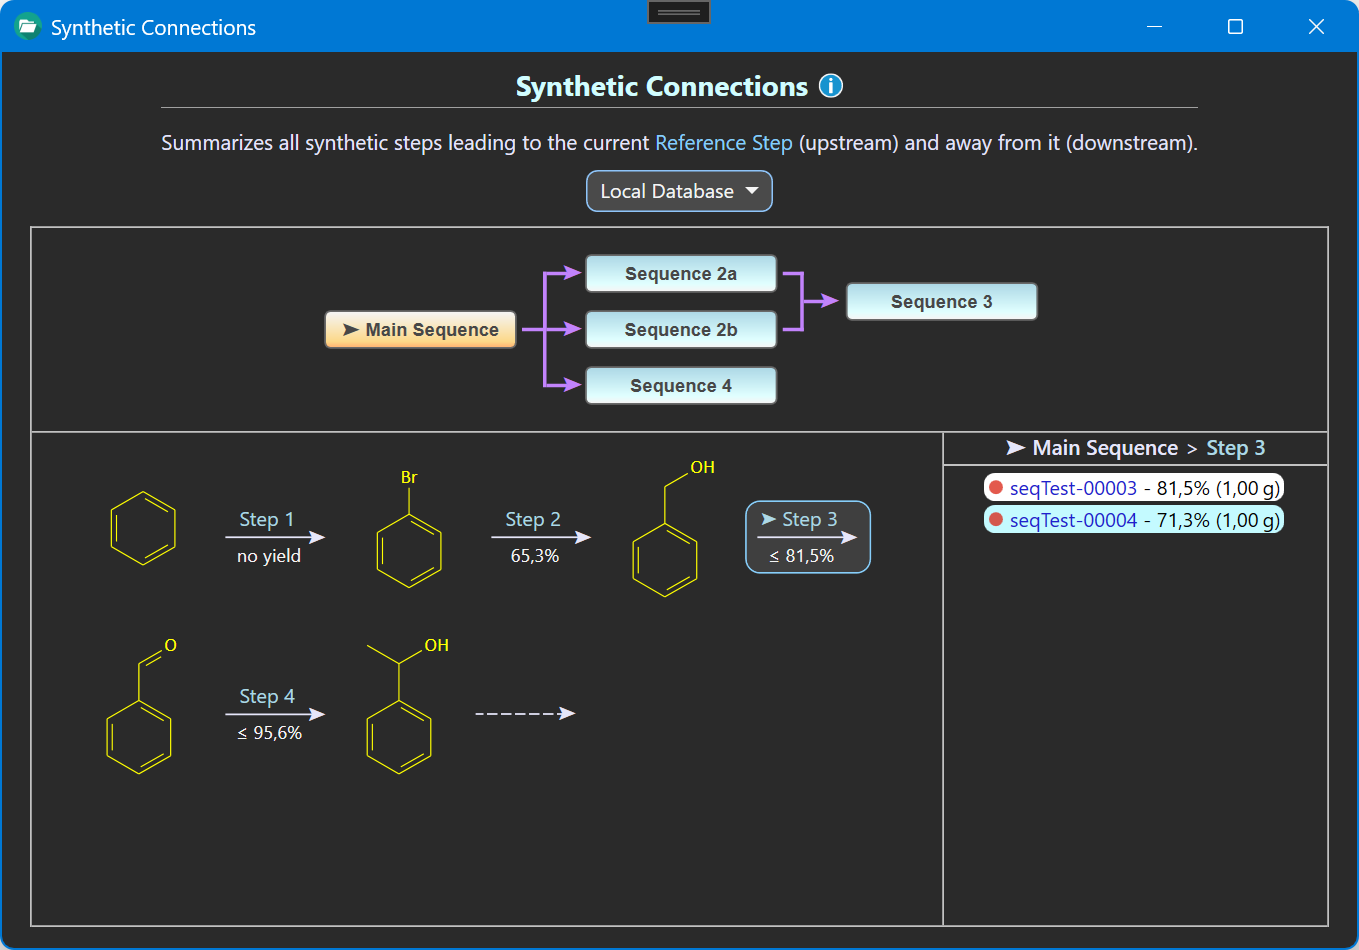 Synthetic Connections
Synthetic Connections i
Summarizes all synthetic steps leading to the current Reference Step (upstream) and away from it (downstream).
Local Database
Sequence 2a
Sequence 3
➤ Main Sequence
Sequence 2b
Sequence 4
➤ Main Sequence > Step 3
seqTest-00003 - 81,5% (1,00 g)
seqTest-00004 - 71,3% (1,00 g)
Br
OH
Step 1
no yield
Step 2
65,3%
➤ Step 3
≤ 81,5%
O
OH
Step 4
≤ 95,6%